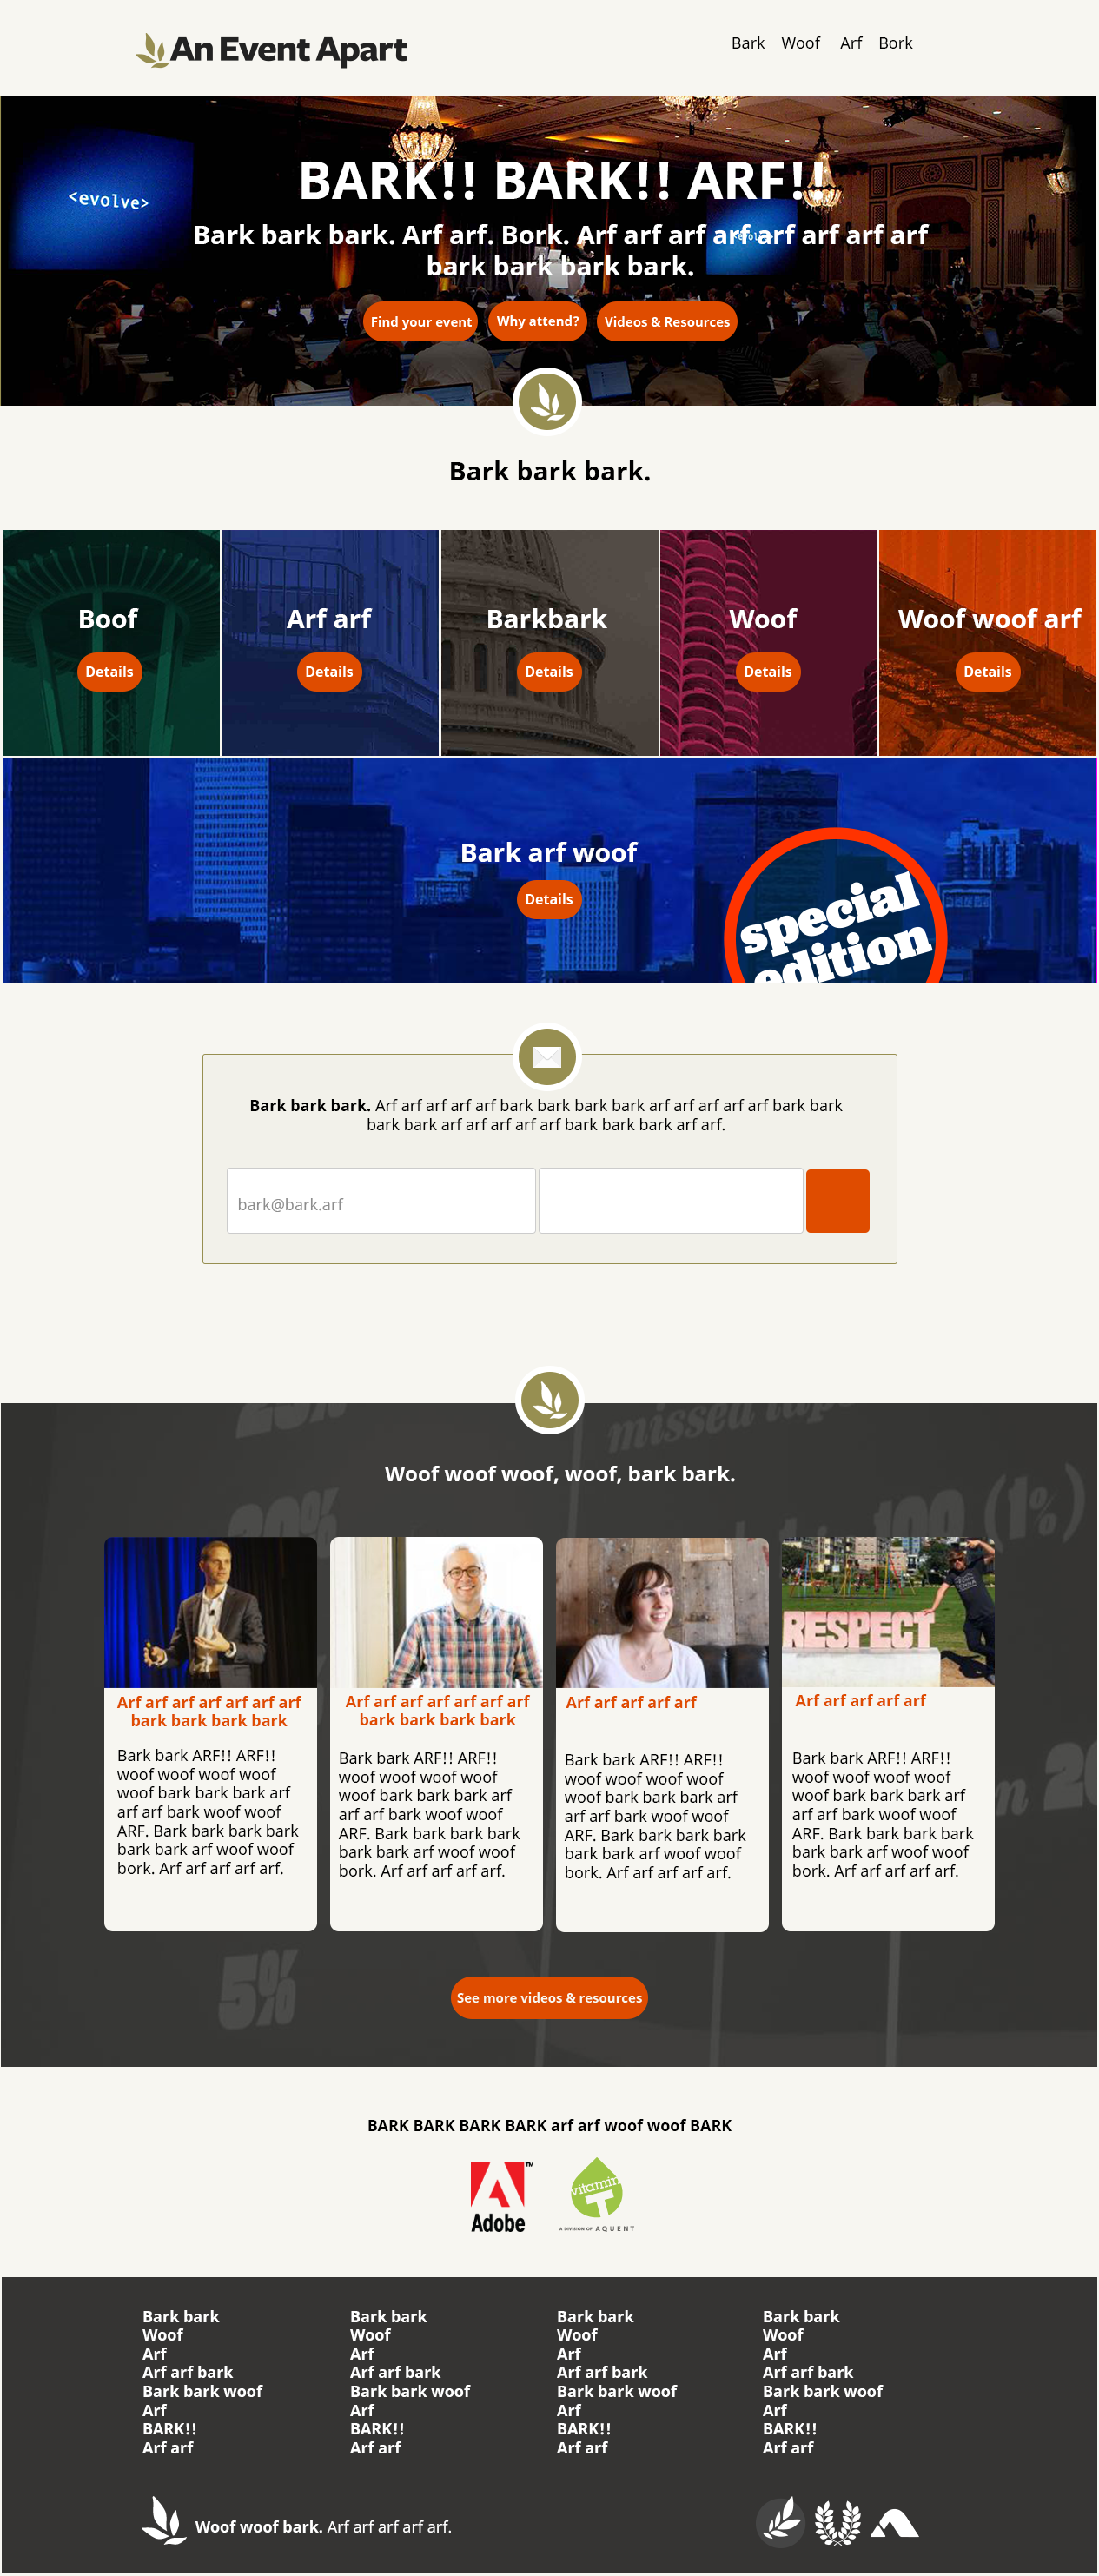 An Event Apart
Bark Woof Arf Bork
<evolve>
BARK!! BARK!! ARF!!
Bark bark bark. Arf arf. Bork. Arf arf arf arf arf arf arf arf
bark bark bark bark.
Find your event Why attend? Videos & Resources
Bark bark bark.
Boof Arf arf Barkbark Woof Woof woof arf
Details Details Details Details Details
Bark arf woof
Details
special
edition
Bark bark bark. Arf arf arf arf arf bark bark bark bark arf arf arf arf arf bark bark
bark bark arf arf arf arf arf bark bark bark arf arf.
bark@bark.arf
20%
missed
Woof woof woof, woof, bark bark.
20%
100 (1%)
RESPECT
Arf arf arf arf arf arf arf
bark bark bark bark
Bark bark ARF!! ARF!!
woof woof woof woof
woof bark bark bark arf
arf arf bark woof woof
ARF. Bark bark bark bark
bark bark arf woof woof
bork. Arf arf arf arf arf.
Arf arf arf arf arf arf arf
bark bark bark bark
Bark bark ARF!! ARF!!
woof woof woof woof
woof bark bark bark arf
arf arf bark woof woof
ARF. Bark bark bark bark
bark bark arf woof woof
bork. Arf arf arf arf arf.
Arf arf arf arf arf
Bark bark ARF!! ARF!!
woof woof woof woof
woof bark bark bark arf
arf arf bark woof woof
ARF. Bark bark bark bark
bark bark arf woof woof
bork. Arf arf arf arf arf.
Arf arf arf arf arf
Bark bark ARF!! ARF!!
woof woof woof woof
woof bark bark bark arf
arf arf bark woof woof
ARF. Bark bark bark bark
bark bark arf woof woof
bork. Arf arf arf arf arf.
5%
See more videos & resources
BARK BARK BARK BARK arf arf woof woof BARK
Adobe™
vitamin T
A DIVISION OF AQUENT
Bark bark
Woof
Arf
Arf arf bark
Bark bark woof
Arf
BARK!!
Arf arf
Bark bark
Woof
Arf
Arf arf bark
Bark bark woof
Arf
BARK!!
Arf arf
Bark bark
Woof
Arf
Arf arf bark
Bark bark woof
Arf
BARK!!
Arf arf
Bark bark
Woof
Arf
Arf arf bark
Bark bark woof
Arf
BARK!!
Arf arf
Woof woof bark. Arf arf arf arf arf.